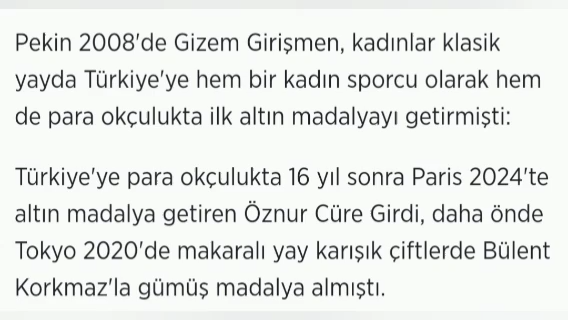 Pekin 2008'de Gizem Girişmen, kadınlar klasik
yayda Türkiye'ye hem bir kadın sporcu olarak hem
de para okçulukta ilk altın madalyayı getirmişti:
Türkiye'ye para okçulukta 16 yıl sonra Paris 2024'te
altın madalya getiren Öznur Cüre Girdi, daha önde
Tokyo 2020'de makaralı yay karışık çiftlerde Bülent
Korkmaz'la gümüş madalya almıştı.